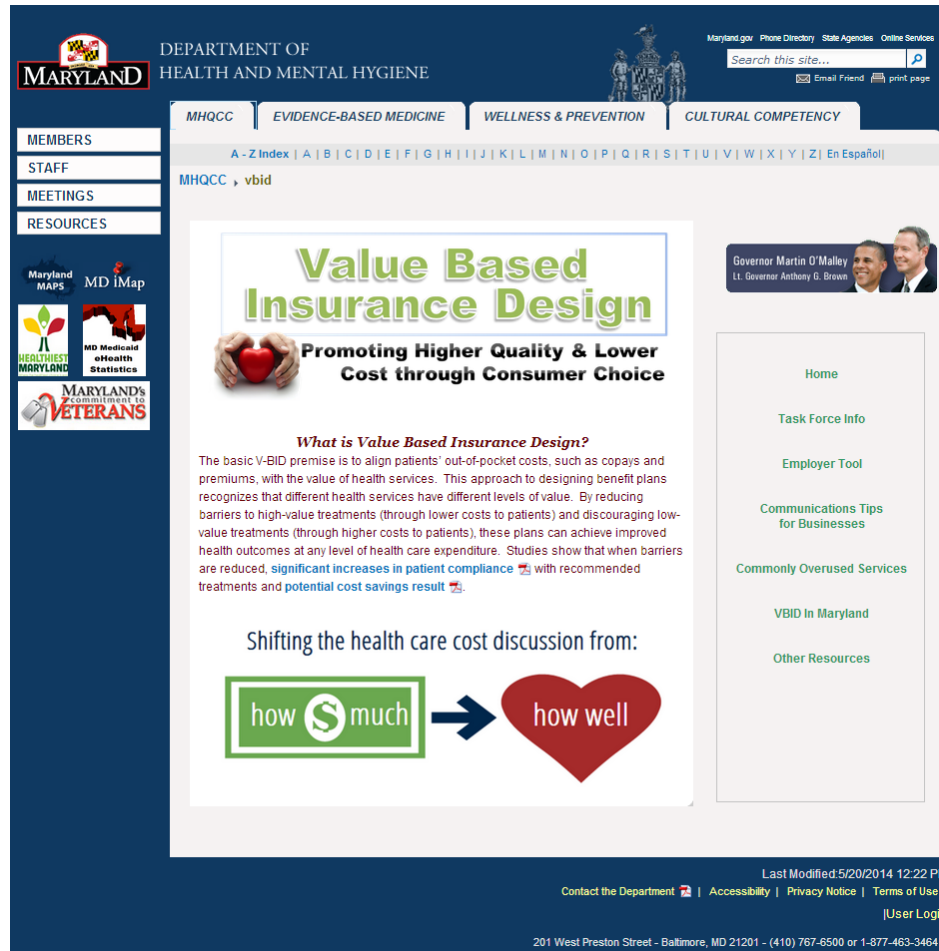 MARYLAND
DEPARTMENT OF
HEALTH AND MENTAL HYGIENE
Maryland.gov Phone Directory State Agencies Online Services
Search this site...
Email Friend print page
MHQCC
EVIDENCE-BASED MEDICINE
WELLNESS & PREVENTION
CULTURAL COMPETENCY
MEMBERS
STAFF
MEETINGS
RESOURCES
Maryland
MAPS
MD iMap
HEALTHIEST
MARYLAND
MD Medicaid
eHealth
Statistics
MARYLAND's
commitment to
VETERANS
A - Z Index | A | B | C | D | E | F | G | H | I | J | K | L | M | N | O | P | Q | R | S | T | U | V | W | X | Y | Z | En Español|
MHQCC vbid
Value Based
Insurance Design
Promoting Higher Quality & Lower
Cost through Consumer Choice
What is Value Based Insurance Design?
The basic V-BID premise is to align patients' out-of-pocket costs, such as copays and
premiums, with the value of health services. This approach to designing benefit plans
recognizes that different health services have different levels of value. By reducing
barriers to high-value treatments (through lower costs to patients) and discouraging low-
value treatments (through higher costs to patients), these plans can achieve improved
health outcomes at any level of health care expenditure. Studies show that when barriers
are reduced, significant increases in patient compliance with recommended
treatments and potential cost savings result.
Shifting the health care cost discussion from:
how $ much
how well
Governor Martin O'Malley
Lt. Governor Anthony G. Brown
Home
Task Force Info
Employer Tool
Communications Tips
for Businesses
Commonly Overused Services
VBID In Maryland
Other Resources
Last Modified:5/20/2014 12:22 P
Contact the Department | Accessibility | Privacy Notice | Terms of Use
|User Logi
201 West Preston Street - Baltimore, MD 21201 - (410) 767-6500 or 1-877-463-3464